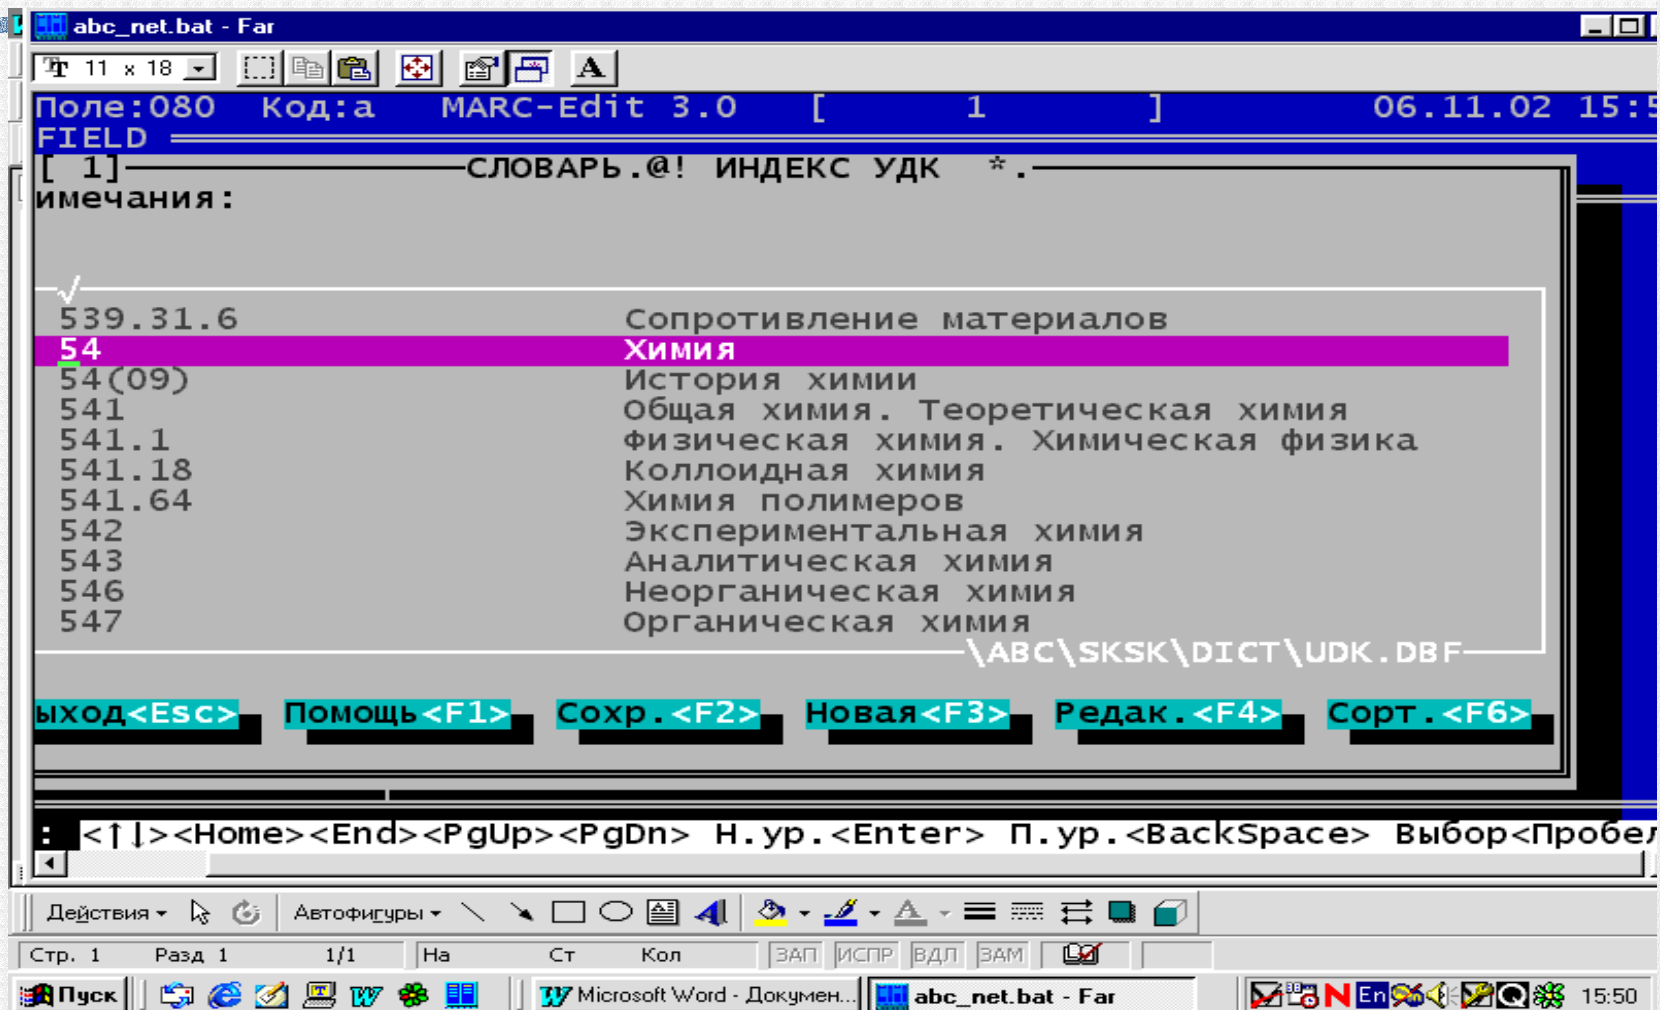 abc_net.bat - Far
11 x 18
A
Поле:080 Код:a MARC-Edit 3.0 [ 1 ] 06.11.02 15:5
FIELD
[ 1] СЛОВАРЬ.@! ИНДЕКС УДК *.
имечания:
√
539.31.6 Сопротивление материалов
54 Химия
54(09) История химии
541 Общая химия. Теоретическая химия
541.1 Физическая химия. Химическая физика
541.18 Коллоидная химия
541.64 Химия полимеров
542 Экспериментальная химия
543 Аналитическая химия
546 Неорганическая химия
547 Органическая химия
\ABC\SKSK\DICT\UDK.DBF
ыход<Esc> Помощь<F1> Сохр.<F2> Новая<F3> Редак.<F4> Сорт.<F6>
: <↑↓><Home><End><PgUp><PgDn> Н.ур.<Enter> П.ур.<BackSpace> Выбор<Пробел
Действия Автофигуры
Стр. 1 Разд 1 1/1 На Ст Кол ЗАП ИСПР ВДЛ ЗАМ
Пуск Microsoft Word - Докумен... abc_net.bat - Far En 15:50